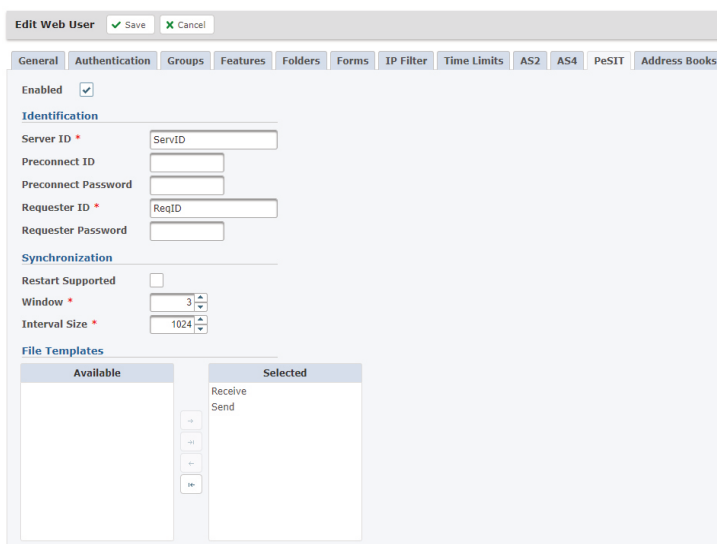 Edit Web User Save Cancel
General Authentication Groups Features Folders Forms IP Filter Time Limits AS2 AS4 PeSIT Address Books
Enabled
Identification
Server ID * ServID
Preconnect ID
Preconnect Password
Requester ID * ReqID
Requester Password
Synchronization
Restart Supported
Window * 3
Interval Size * 1024
File Templates
Available Selected
Receive
Send